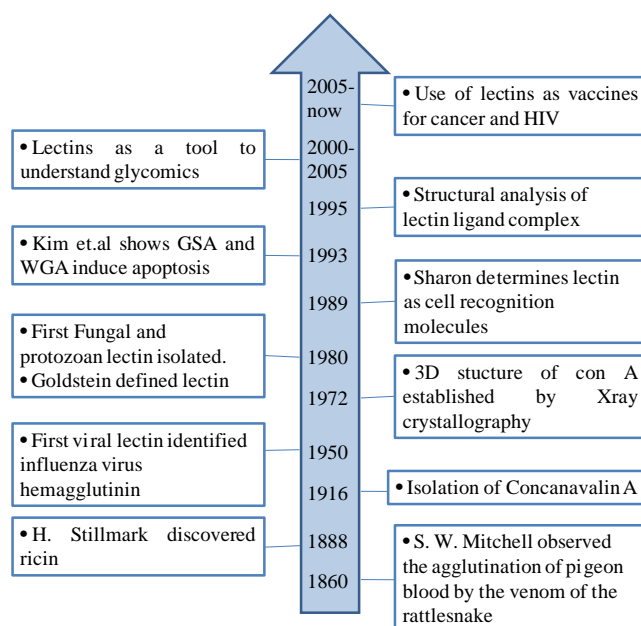 2005-
now
• Use of lectins as vaccines
for cancer and HIV
• Lectins as a tool to
understand glycomics
2000-
2005
1995
• Structural analysis of
lectin ligand complex
• Kim et.al shows GSA and
WGA induce apoptosis
1993
1989
• Sharon determines lectin
as cell recognition
molecules
• First Fungal and
protozoan lectin isolated.
• Goldstein defined lectin
1980
1972
• 3D stucture of con A
established by Xray
crystallography
• First viral lectin identified
influenza virus
hemagglutinin
1950
1916
• Isolation of Concanavalin A
• H. Stillmark discovered
ricin
1888
1860
• S. W. Mitchell observed
the agglutination of pigeon
blood by the venom of the
rattlesnake